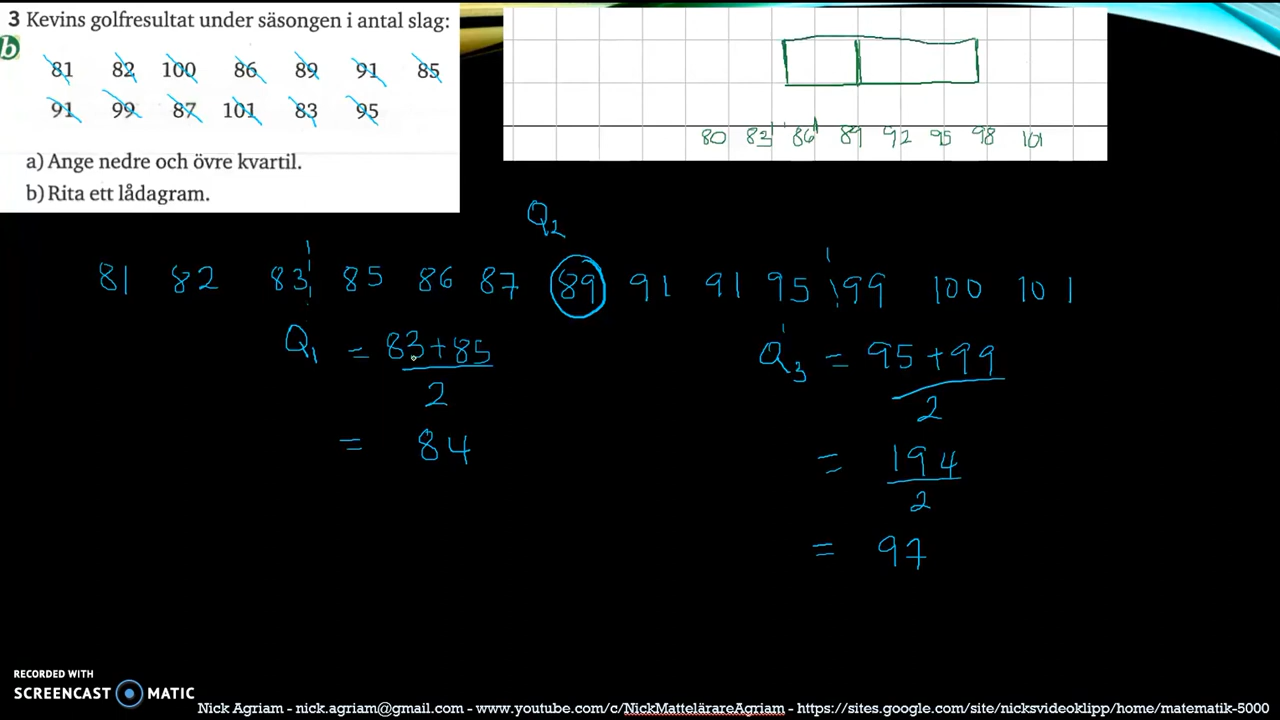 3 Kevins golfresultat under säsongen i antal slag:
b
81 82 100 86 89 91 85
91 99 87 101 83 95
a) Ange nedre och övre kvartil.
b) Rita ett lådagram.
80 83 86 89 92 95 98 101
Q2
81 82 83 85 86 87 89 91 91 95 99 100 101
Q1 = 83+85
2
= 84
Q3 = 95+99
2
= 194
2
= 97
RECORDED WITH
SCREENCAST MATIC
Nick Agriam - nick.agriam@gmail.com - www.youtube.com/c/NickMattelärareAgriam - https://sites.google.com/site/nicksvideoklipp/home/matematik-5000